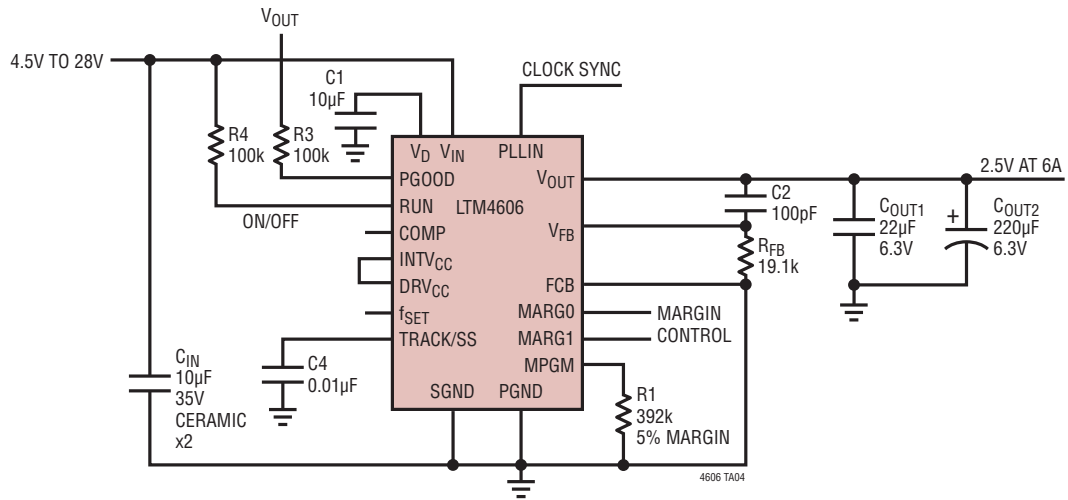 V_OUT
4.5V TO 28V
CLOCK SYNC
C1
10µF
R4
100k
R3
100k
V_D V_IN PLLIN
PGOOD
V_OUT
2.5V AT 6A
RUN
LTM4606
ON/OFF
C2
100pF
C_OUT1
22µF
6.3V
+
C_OUT2
220µF
6.3V
COMP
V_FB
R_FB
19.1k
INTV_CC
DRV_CC
FCB
f_SET
MARG0
MARG1
MARGIN
CONTROL
TRACK/SS
MPGM
C_IN
10µF
35V
CERAMIC
x2
C4
0.01µF
SGND PGND
R1
392k
5% MARGIN
4606 TA04